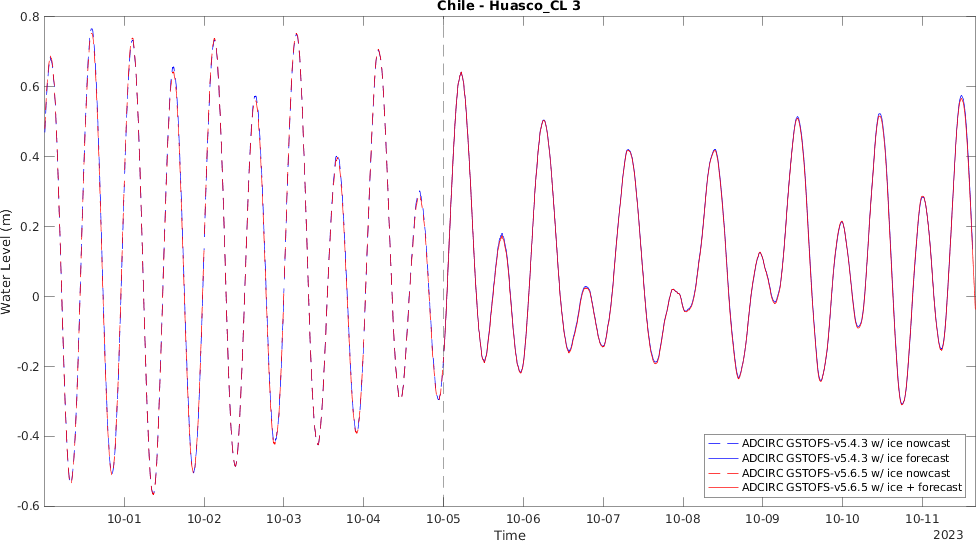 Chile - Huasco_CL 3
0.8
0.6
0.4
0.2
0
-0.2
-0.4
-0.6
Water Level (m)
10-01 10-02 10-03 10-04 10-05 10-06 10-07 10-08 10-09 10-10 10-11
Time
2023
ADCIRC GSTOFS-v5.4.3 w/ ice nowcast
ADCIRC GSTOFS-v5.4.3 w/ ice forecast
ADCIRC GSTOFS-v5.6.5 w/ ice nowcast
ADCIRC GSTOFS-v5.6.5 w/ ice + forecast